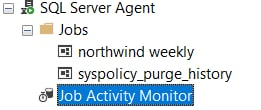 SQL Server Agent
Jobs
northwind weekly
syspolicy_purge_history
Job Activity Monitor